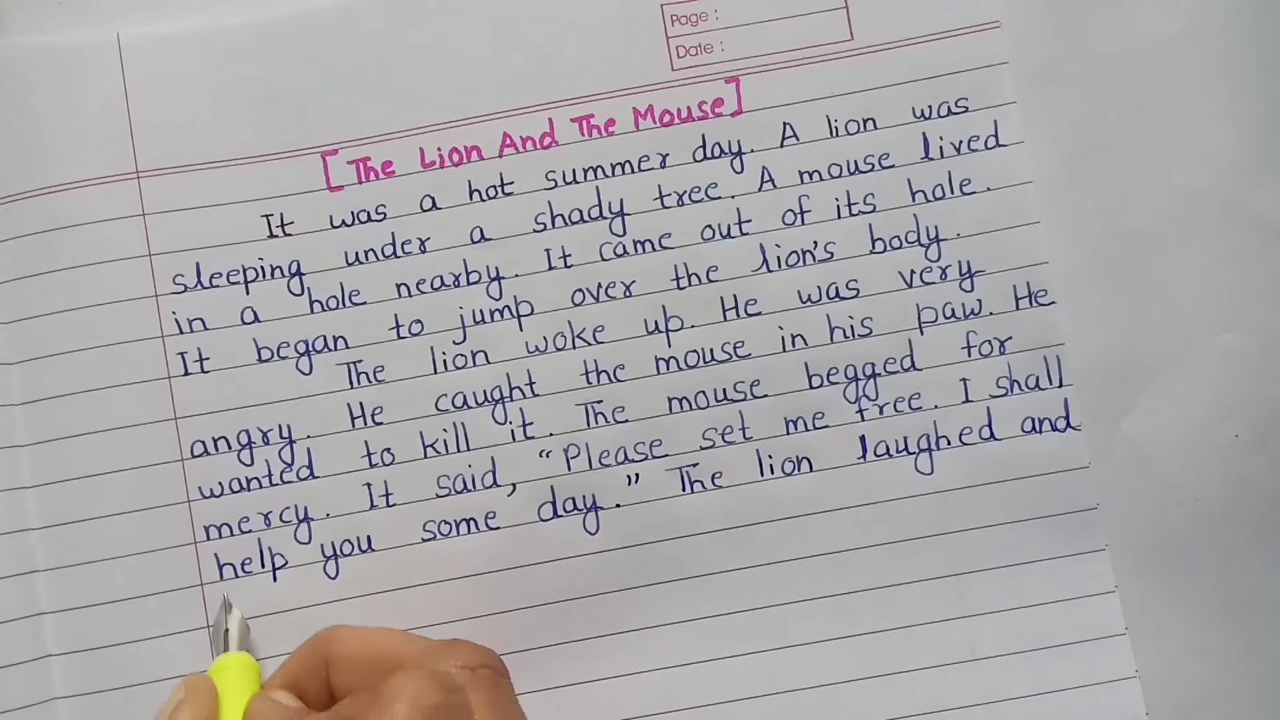 Page :
Date :
[The Lion And The Mouse]
It was a hot summer day. A lion was
sleeping under a shady tree. A mouse lived
in a hole nearby. It came out of its hole.
It began to jump over the lion's body.
The lion woke up. He was very
angry. He caught the mouse in his paw. He
wanted to kill it. The mouse begged for
mercy. It said, "Please set me free. I shall
help you some day." The lion laughed and